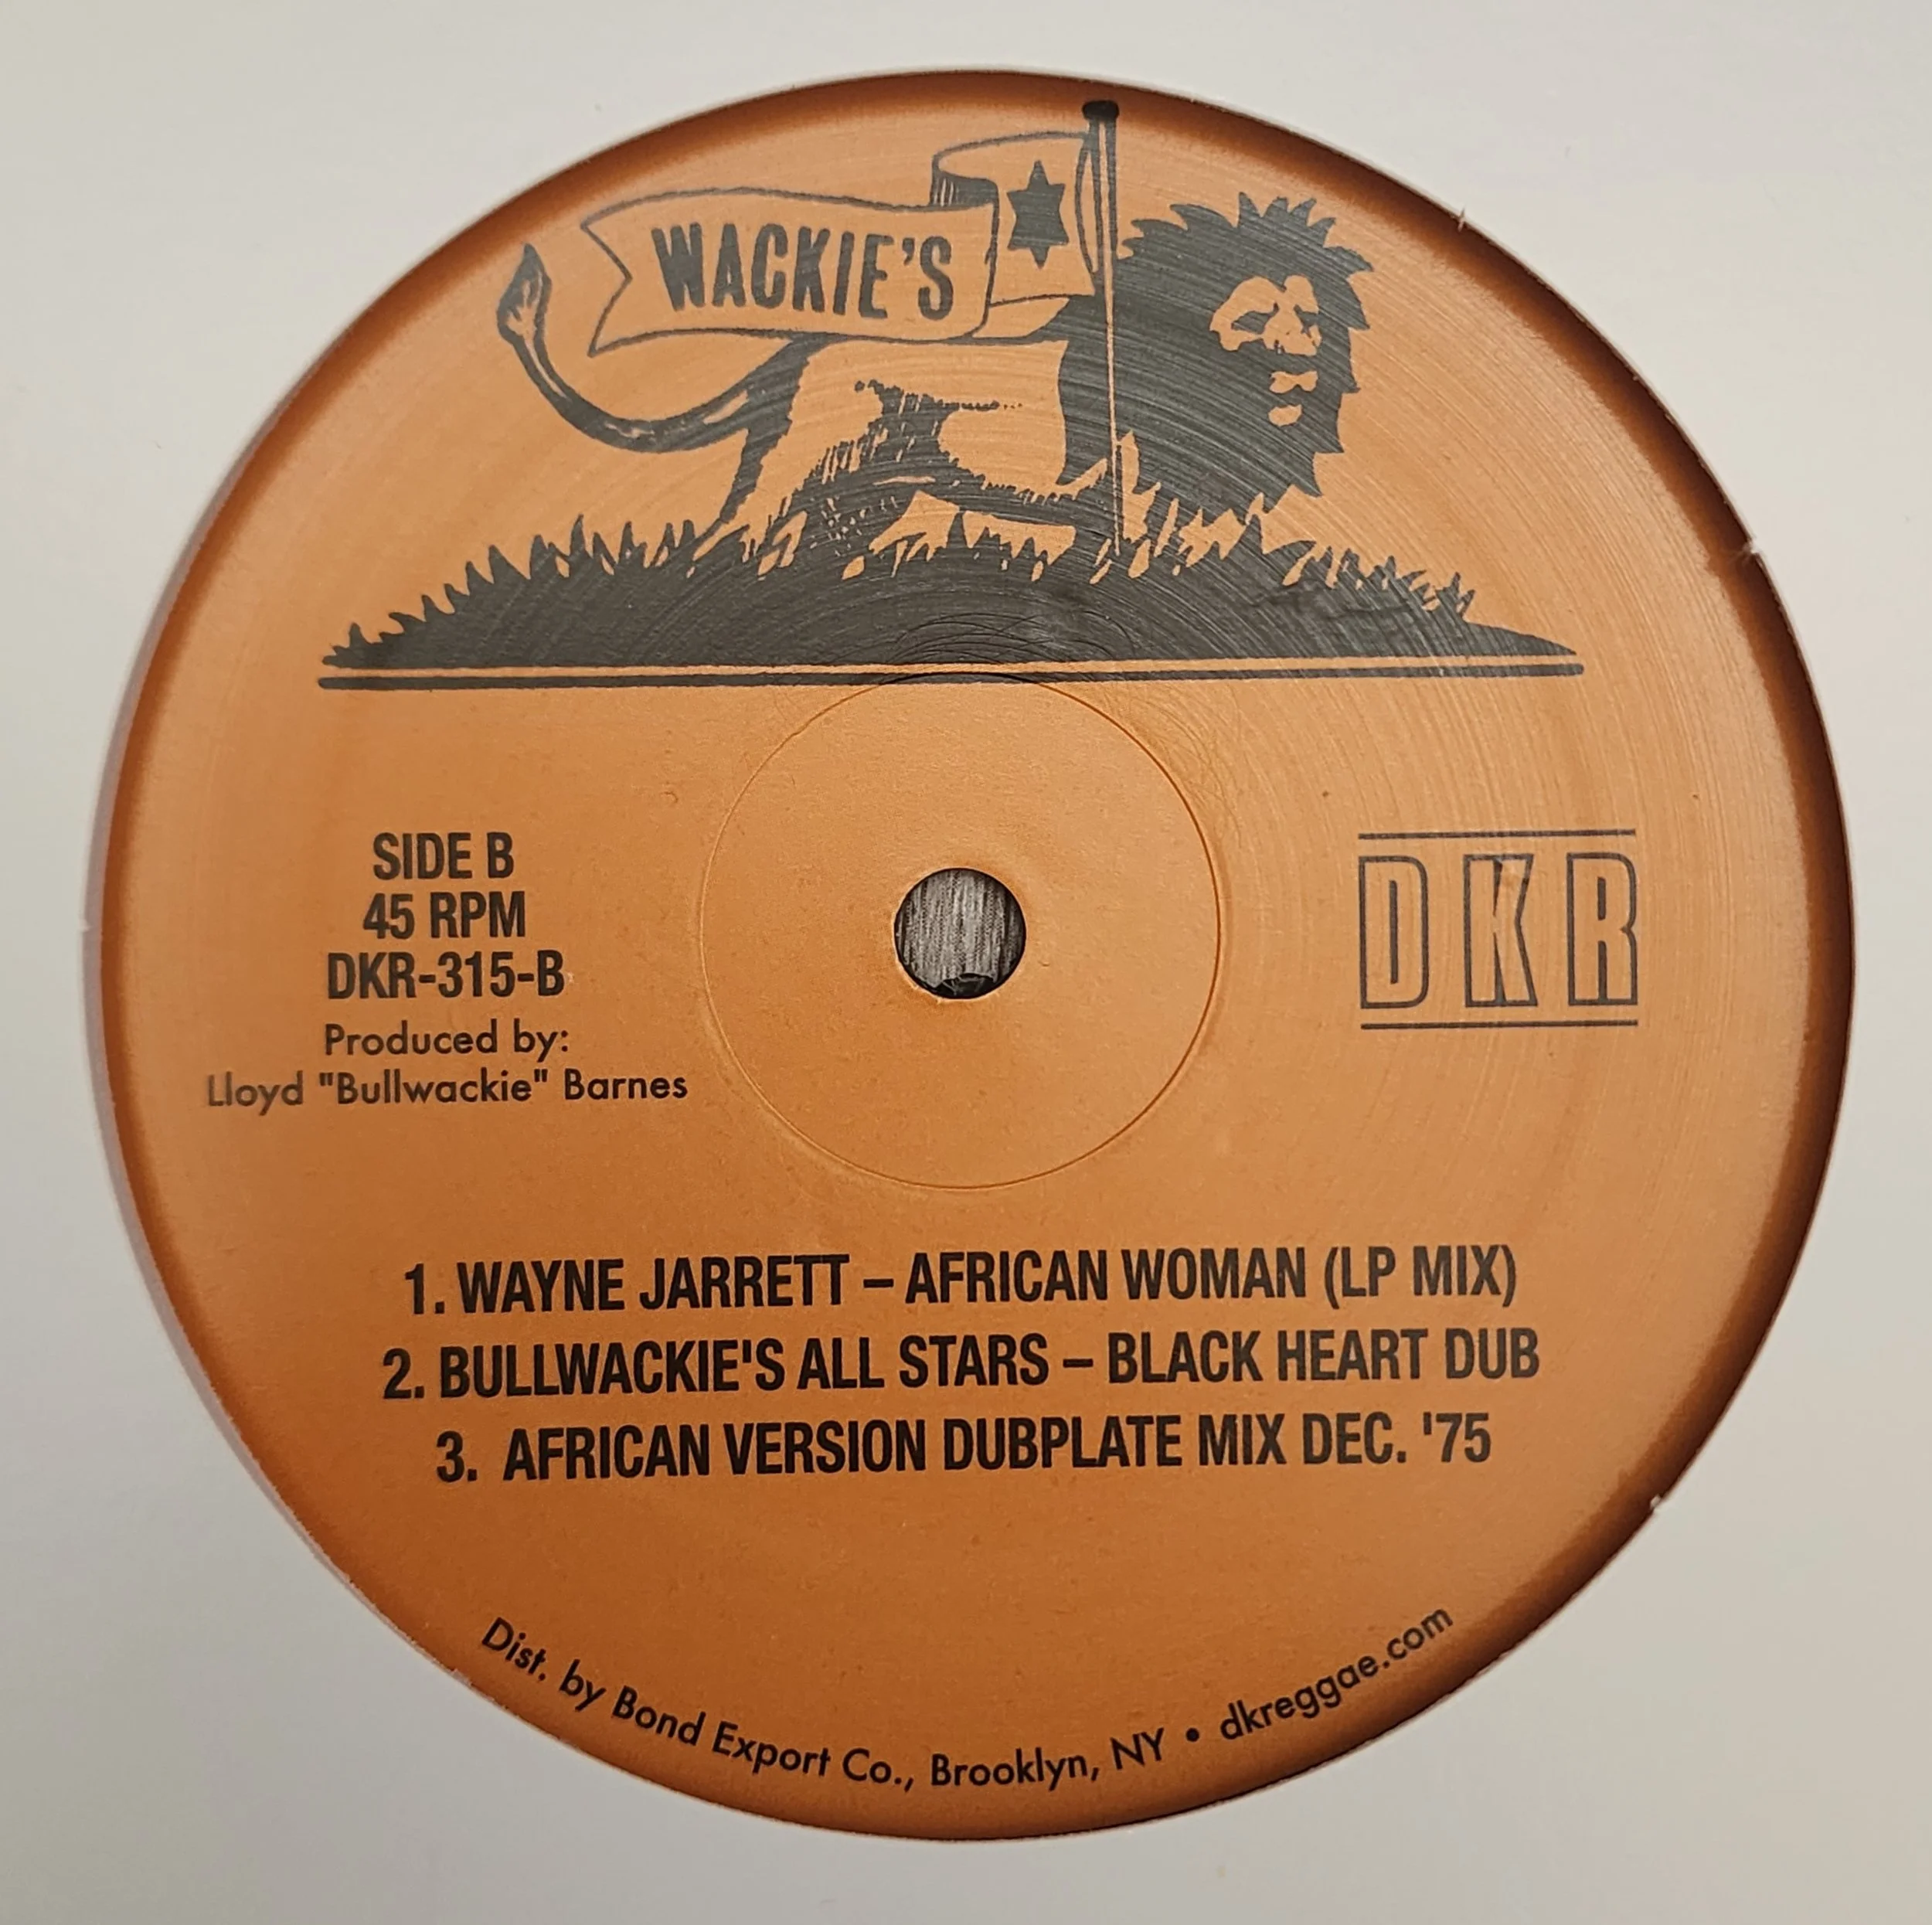 WACKIE'S
SIDE B
45 RPM
DKR-315-B
Produced by:
Lloyd "Bullwackie" Barnes
DKR
1. WAYNE JARRETT – AFRICAN WOMAN (LP MIX)
2. BULLWACKIE'S ALL STARS – BLACK HEART DUB
3. AFRICAN VERSION DUBPLATE MIX DEC. '75
Dist. by Bond Export Co., Brooklyn, NY • dkreggae.com